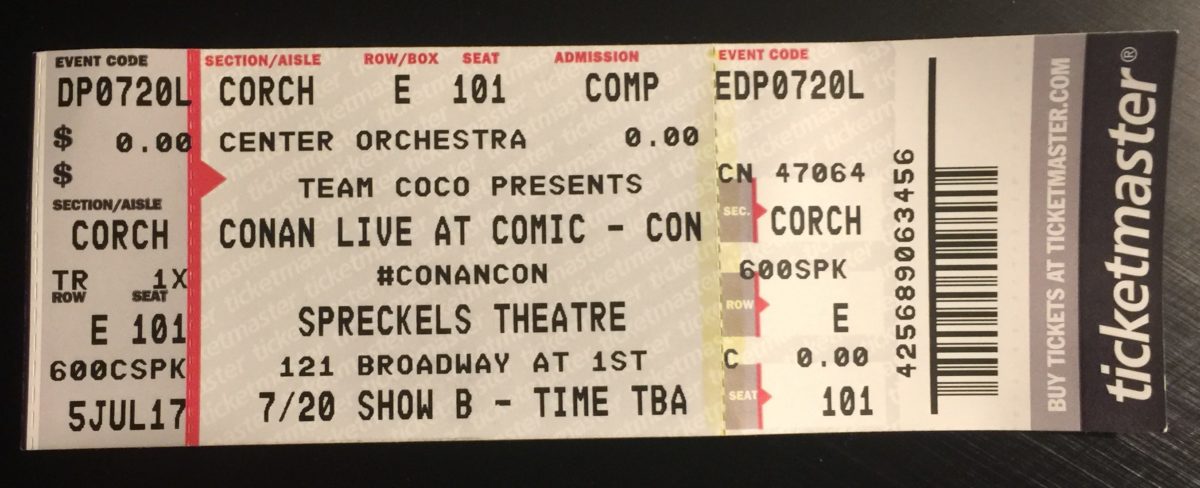 EVENT CODE
DP0720L
$ 0.00
$
SECTION/AISLE
CORCH
TR 1X
ROW SEAT
E 101
600CSPK
5JUL17
SECTION/AISLE ROW/BOX SEAT ADMISSION
CORCH E 101 COMP
CENTER ORCHESTRA 0.00
TEAM COCO PRESENTS
CONAN LIVE AT COMIC - CON
#CONANCON
SPRECKELS THEATRE
121 BROADWAY AT 1ST
7/20 SHOW B - TIME TBA
EVENT CODE
EDP0720L
CN 47064
SEC. CORCH
600SPK
ROW E
C 0.00
SEAT 101
425689063456
BUY TICKETS AT TICKETMASTER.COM
ticketmaster®